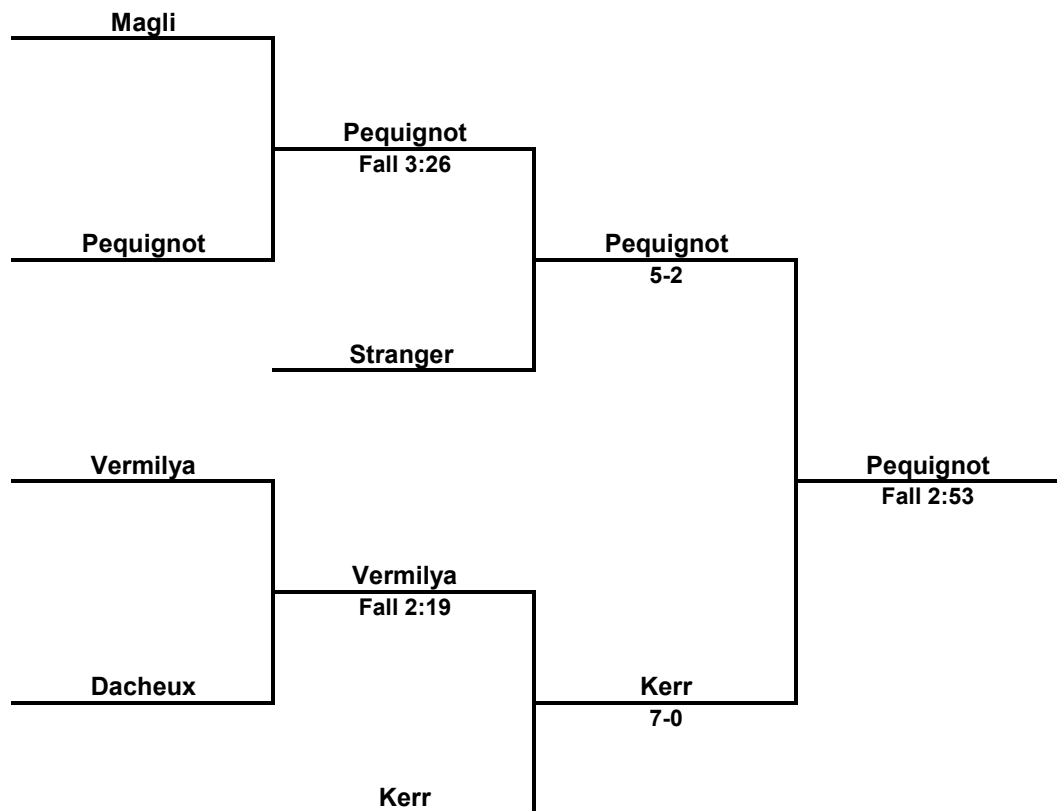 Magli
Pequignot
Fall 3:26
Pequignot
Pequignot
5-2
Stranger
Vermilya
Pequignot
Fall 2:53
Vermilya
Fall 2:19
Dacheux
Kerr
7-0
Kerr